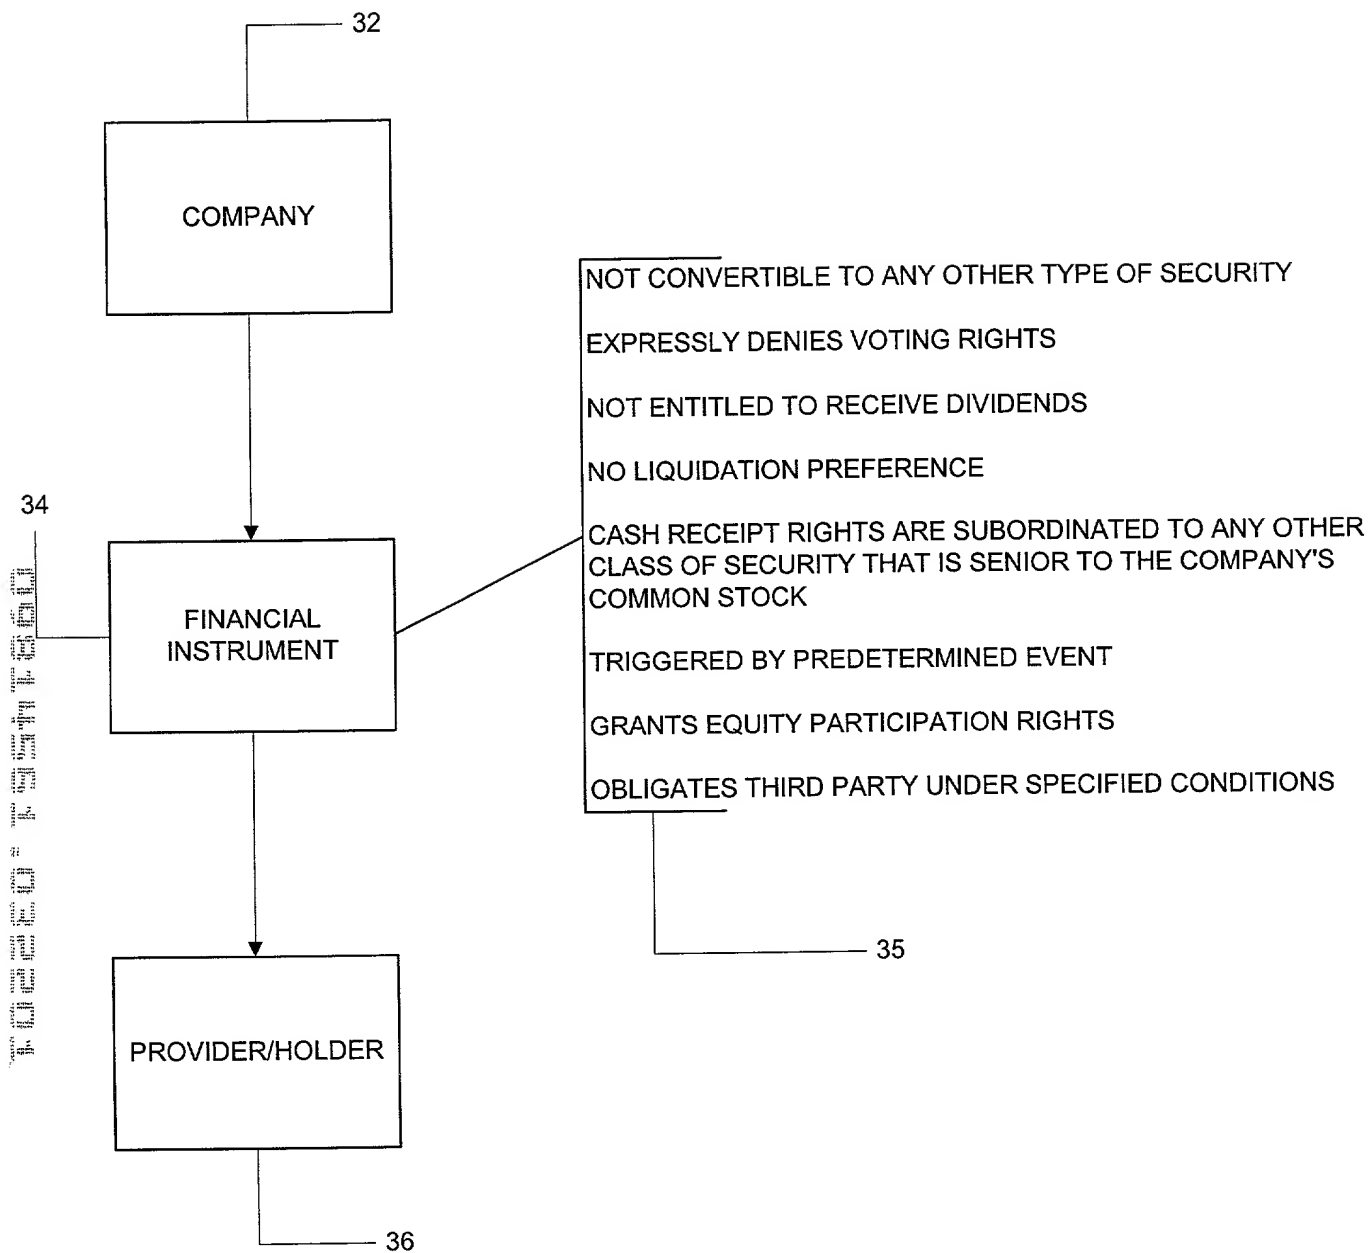 32
COMPANY
NOT CONVERTIBLE TO ANY OTHER TYPE OF SECURITY
EXPRESSLY DENIES VOTING RIGHTS
NOT ENTITLED TO RECEIVE DIVIDENDS
NO LIQUIDATION PREFERENCE
34
CASH RECEIPT RIGHTS ARE SUBORDINATED TO ANY OTHER
CLASS OF SECURITY THAT IS SENIOR TO THE COMPANY'S
COMMON STOCK
FINANCIAL
INSTRUMENT
TRIGGERED BY PREDETERMINED EVENT
GRANTS EQUITY PARTICIPATION RIGHTS
OBLIGATES THIRD PARTY UNDER SPECIFIED CONDITIONS
35
PROVIDER/HOLDER
36